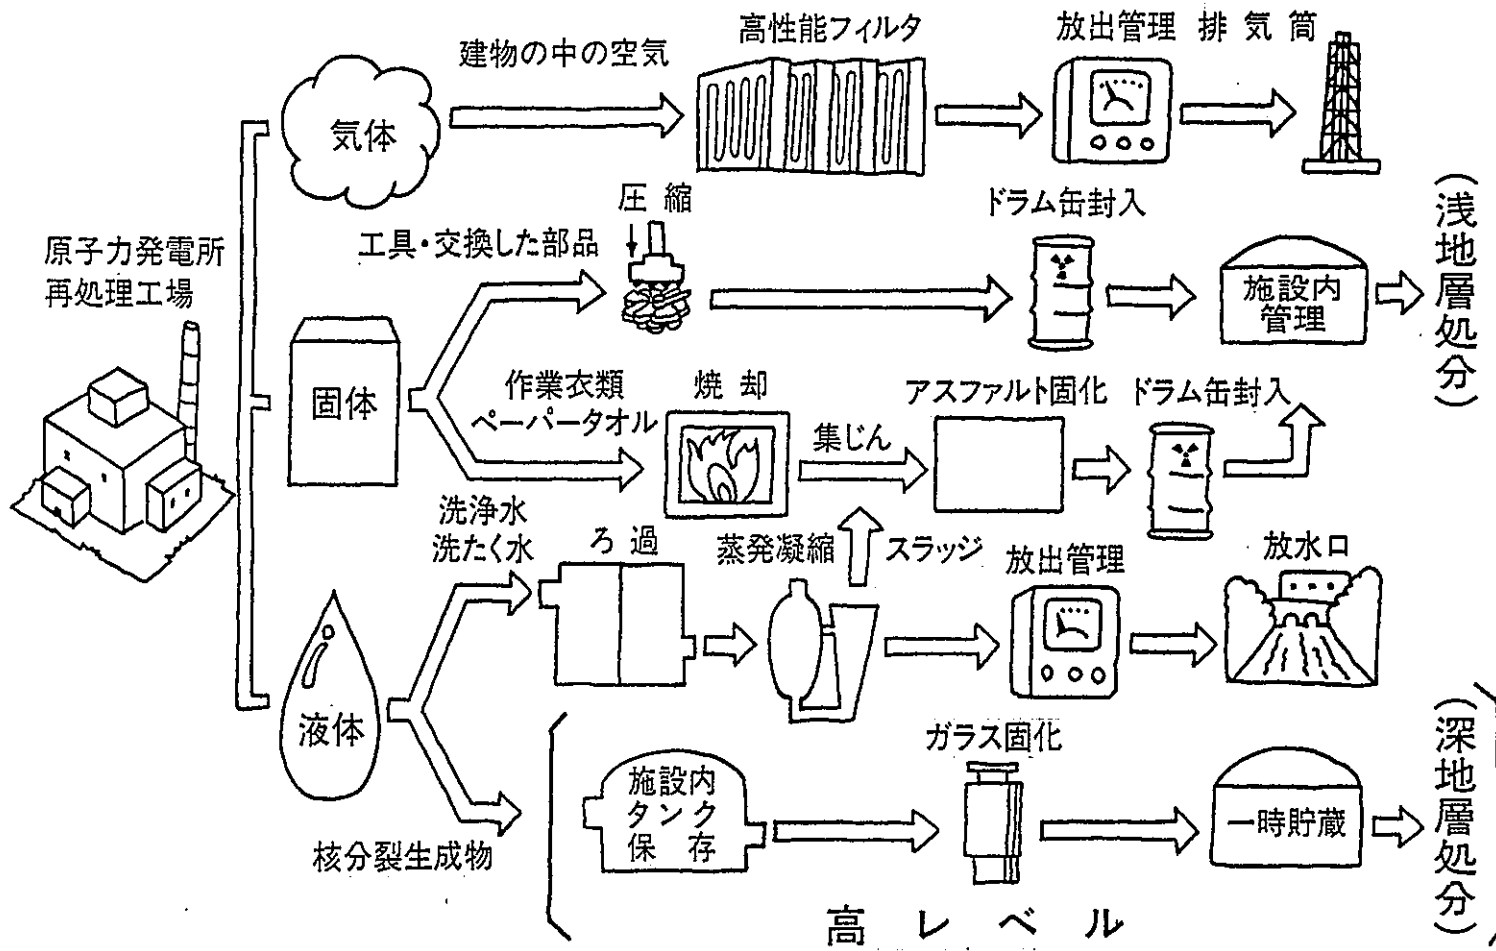 原子力発電所
再処理工場
気体
建物の中の空気
高性能フィルタ
放出管理
排気筒
固体
工具・交換した部品
圧縮
ドラム缶封入
施設内
管理
(浅地層処分)
作業衣類
ペーパータオル
焼却
集じん
アスファルト固化
ドラム缶封入
液体
洗浄水
洗たく水
ろ過
蒸発凝縮
スラッジ
放出管理
放水口
核分裂生成物
施設内
タンク
保存
ガラス固化
一時貯蔵
(深地層処分)
高レベル